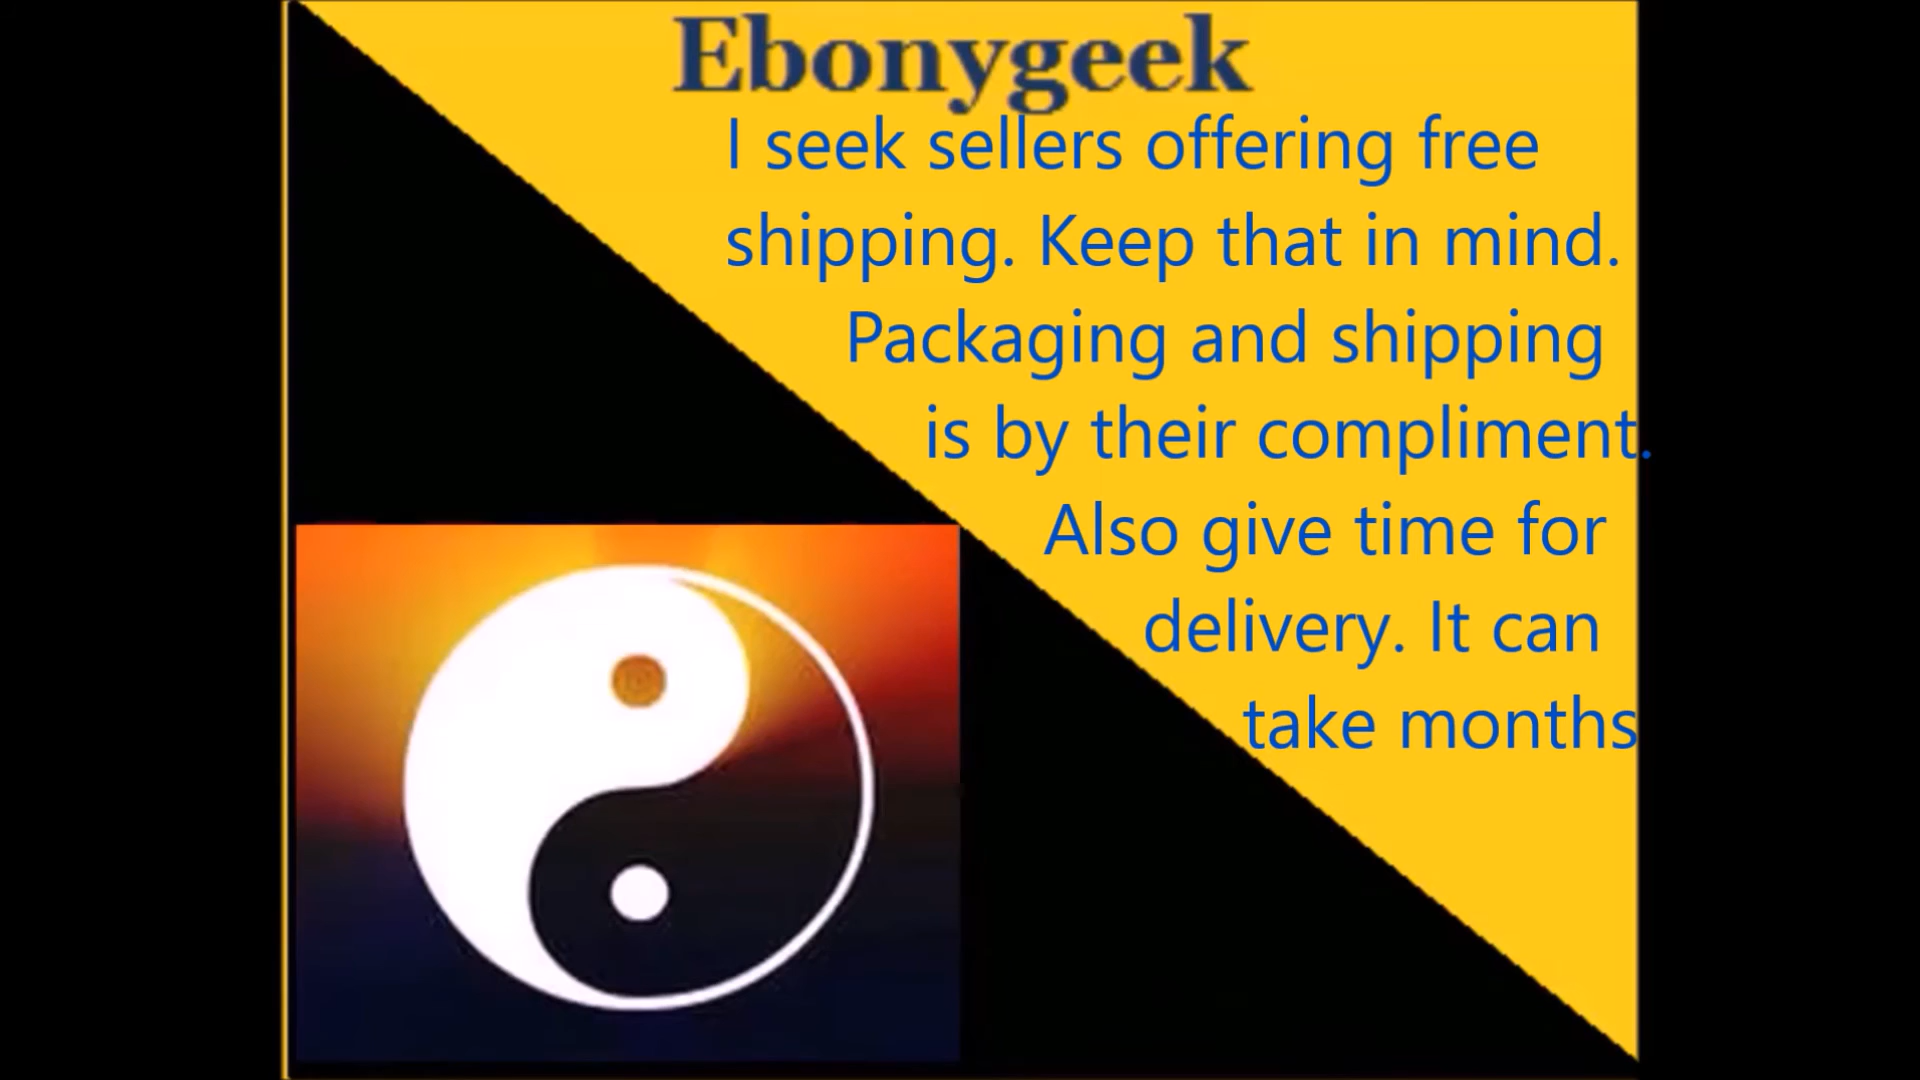 Ebonygeek
I seek sellers offering free
shipping. Keep that in mind.
Packaging and shipping
is by their compliment.
Also give time for
delivery. It can
take months